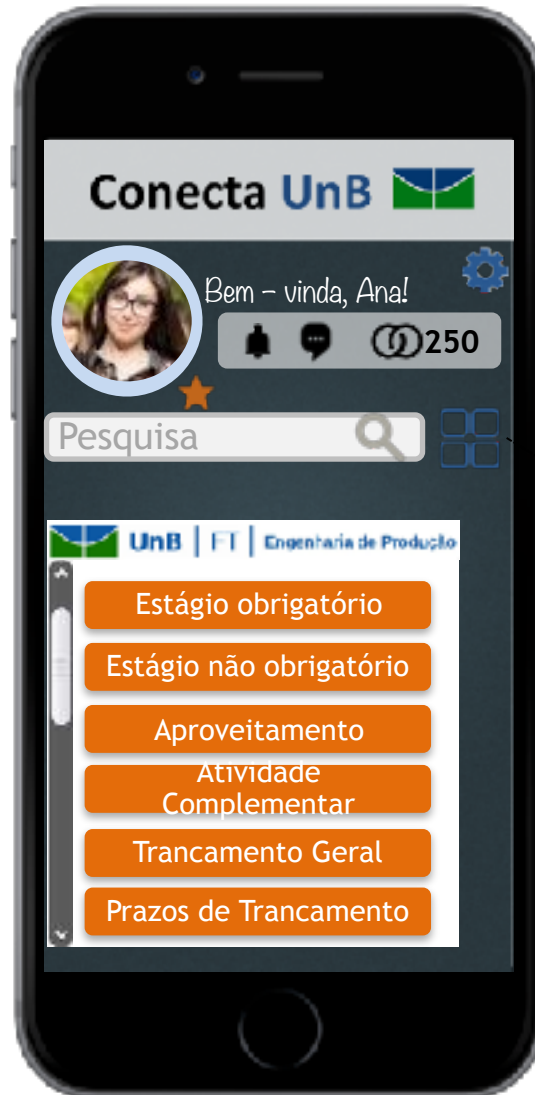 Conecta UnB
Bem – vinda, Ana!
250
Pesquisa
UnB | FT | Engenharia de Produção
Estágio obrigatório
Estágio não obrigatório
Aproveitamento
Atividade
Complementar
Trancamento Geral
Prazos de Trancamento